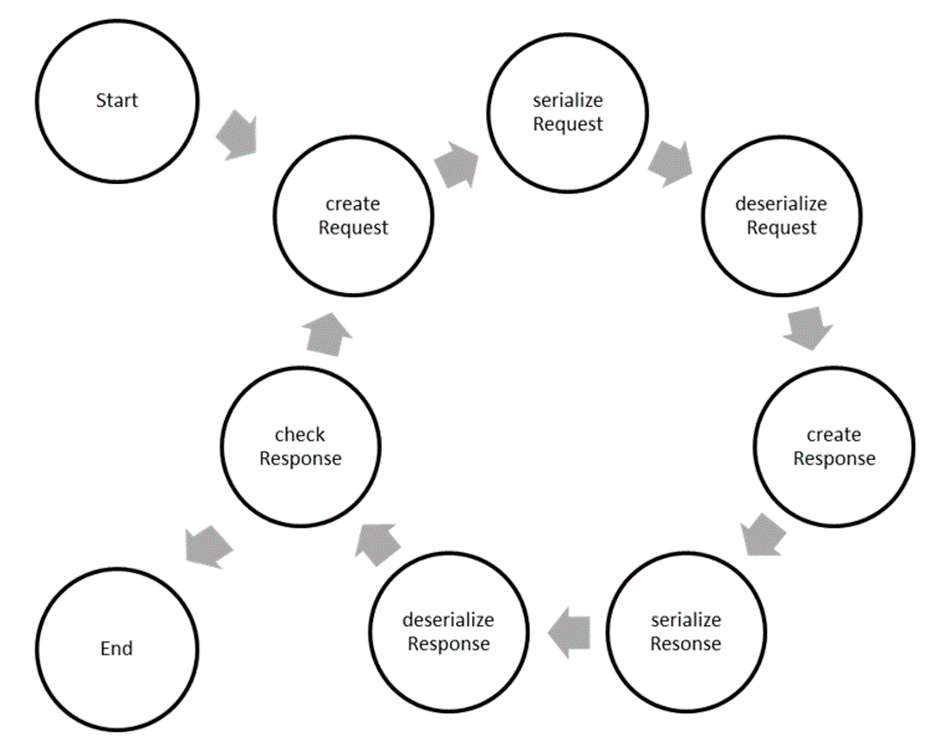 Start
create
Request
serialize
Request
deserialize
Request
create
Response
serialize
Resonse
deserialize
Response
check
Response
End